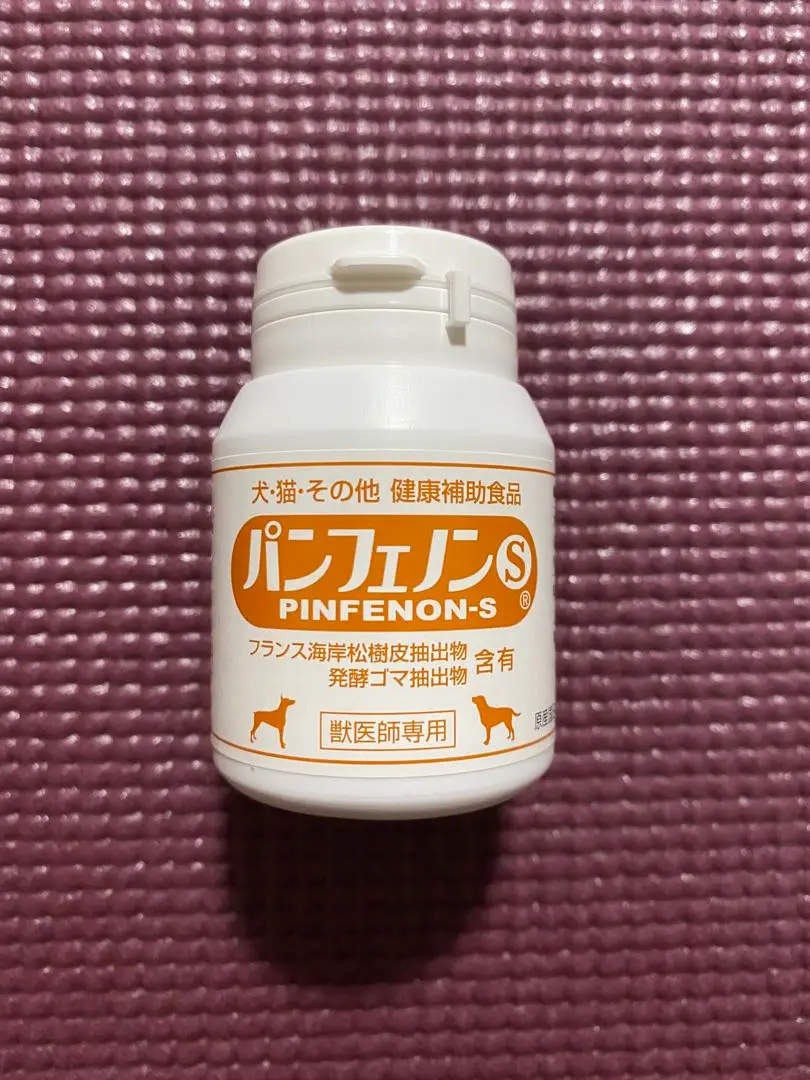 犬・猫・その他 健康補助食品
パンフェノンⓈ
PINFENON-S ®
フランス海岸松樹皮抽出物
発酵ゴマ抽出物 含有
獣医師専用
原産